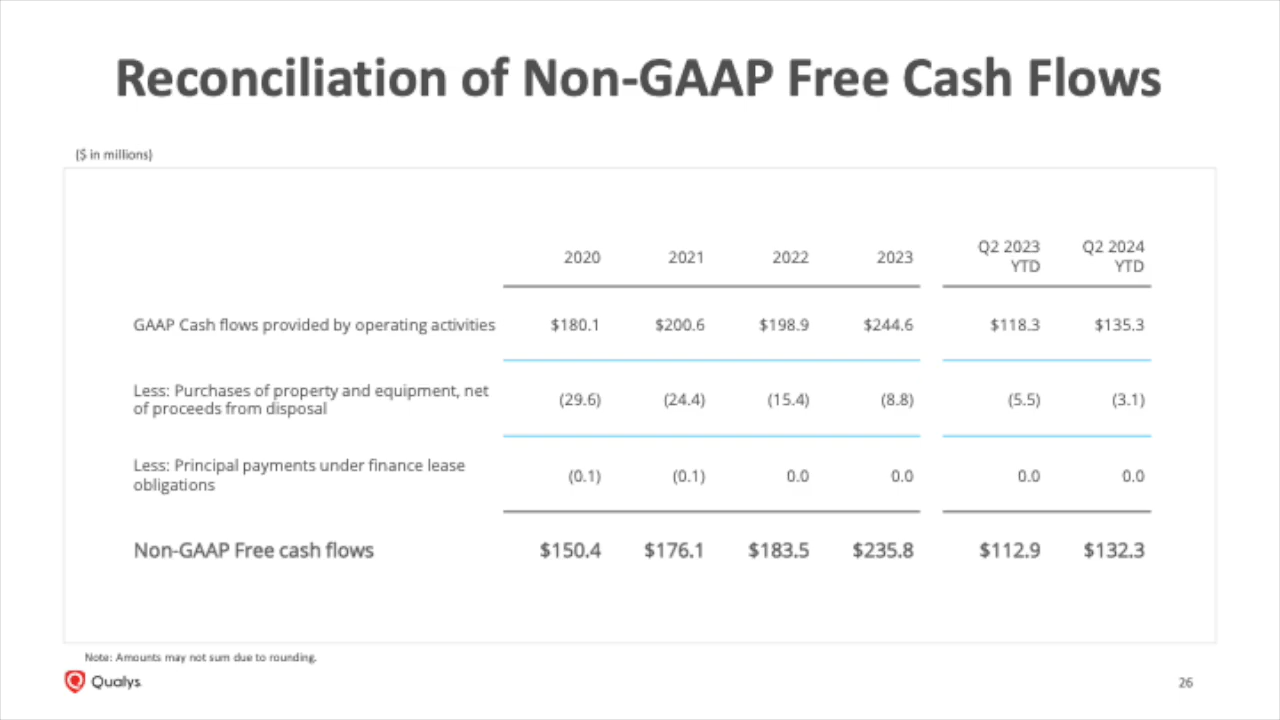 Reconciliation of Non-GAAP Free Cash Flows
($ in millions)
2020 2021 2022 2023 Q2 2023 YTD Q2 2024 YTD
GAAP Cash flows provided by operating activities $180.1 $200.6 $198.9 $244.6 $118.3 $135.3
Less: Purchases of property and equipment, net
of proceeds from disposal (29.6) (24.4) (15.4) (8.8) (5.5) (3.1)
Less: Principal payments under finance lease
obligations (0.1) (0.1) 0.0 0.0 0.0 0.0
Non-GAAP Free cash flows $150.4 $176.1 $183.5 $235.8 $112.9 $132.3
Note: Amounts may not sum due to rounding.
Qualys 26